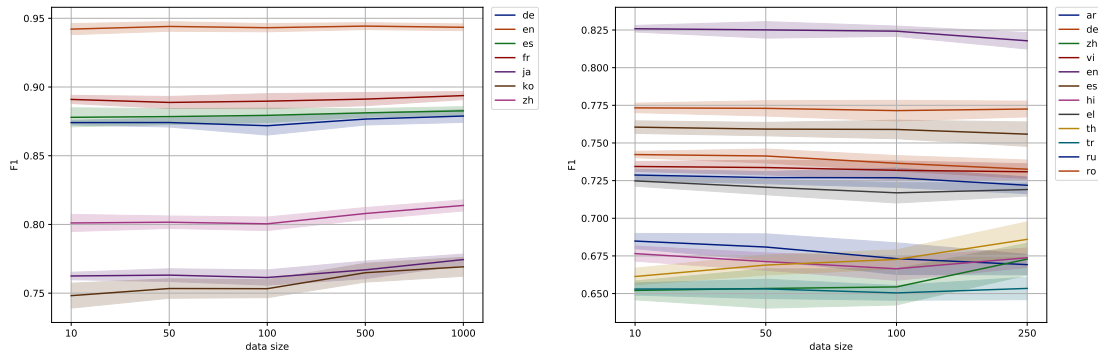 0.95
0.90
0.85
0.80
0.75
F1
10
50
100
500
1000
data size
de
en
es
fr
ja
ko
zh
0.825
0.800
0.775
0.750
0.725
0.700
0.675
0.650
F1
10
50
100
250
data size
ar
de
zh
vi
en
es
hi
el
th
tr
ru
ro